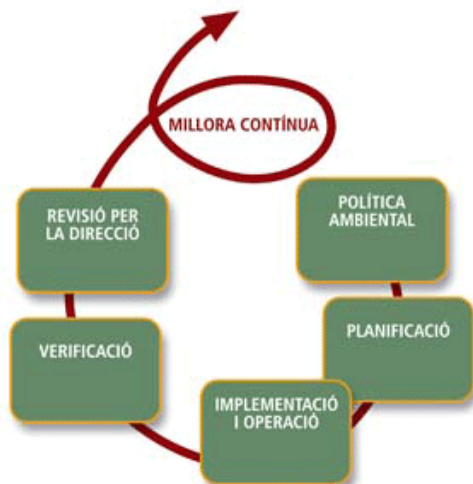 MILLORA CONTÍNUA
REVISIÓ PER
LA DIRECCIÓ
POLÍTICA
AMBIENTAL
VERIFICACIÓ
PLANIFICACIÓ
IMPLEMENTACIÓ
I OPERACIÓ